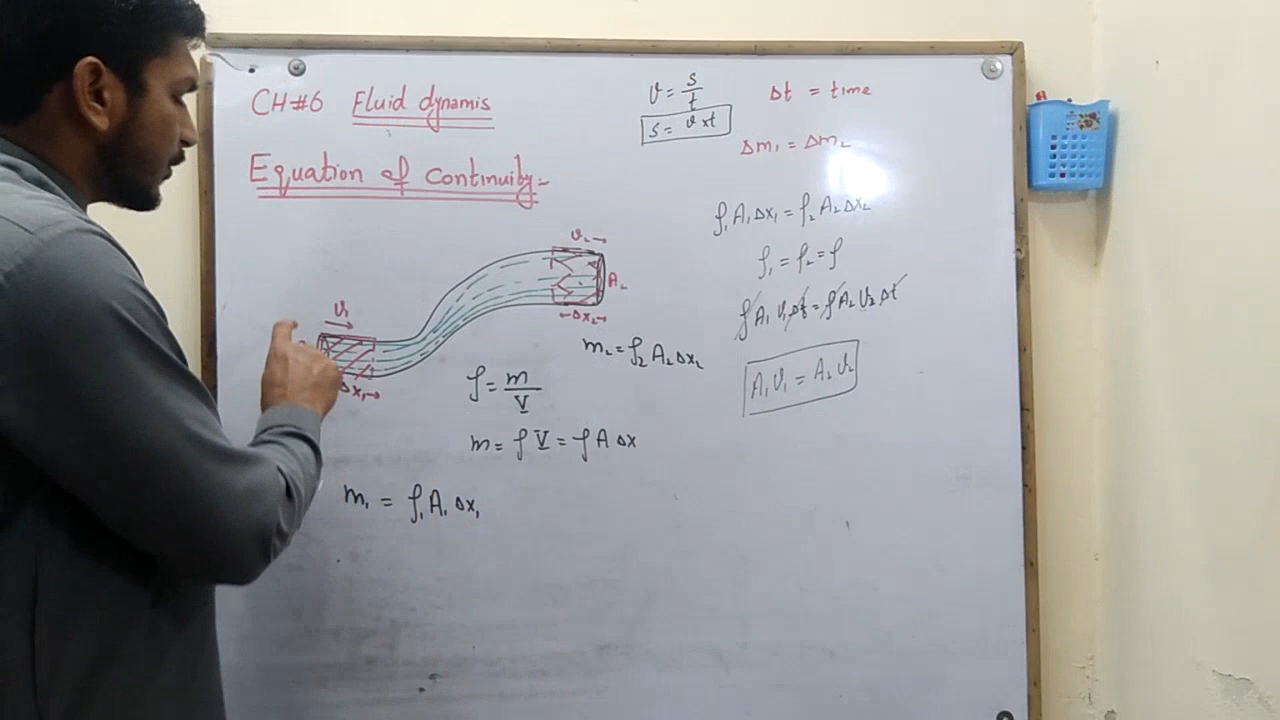 CH#6 Fluid dynamis
Equation of continuity:-
v = s/t
s = v x t
Δt = time
Δm₁ = Δm₂
ρ₁A₁Δx₁ = ρ₂A₂Δx₂
ρ₁ = ρ₂ = ρ
ρA₁v₁Δt = ρA₂v₂Δt
A₁v₁ = A₂v₂
v₂
A₂
Δx₂
v₁
Δx₁
m₂ = ρ₂A₂Δx₂
ρ = m/V
m = ρV = ρAΔx
m₁ = ρ₁A₁Δx₁